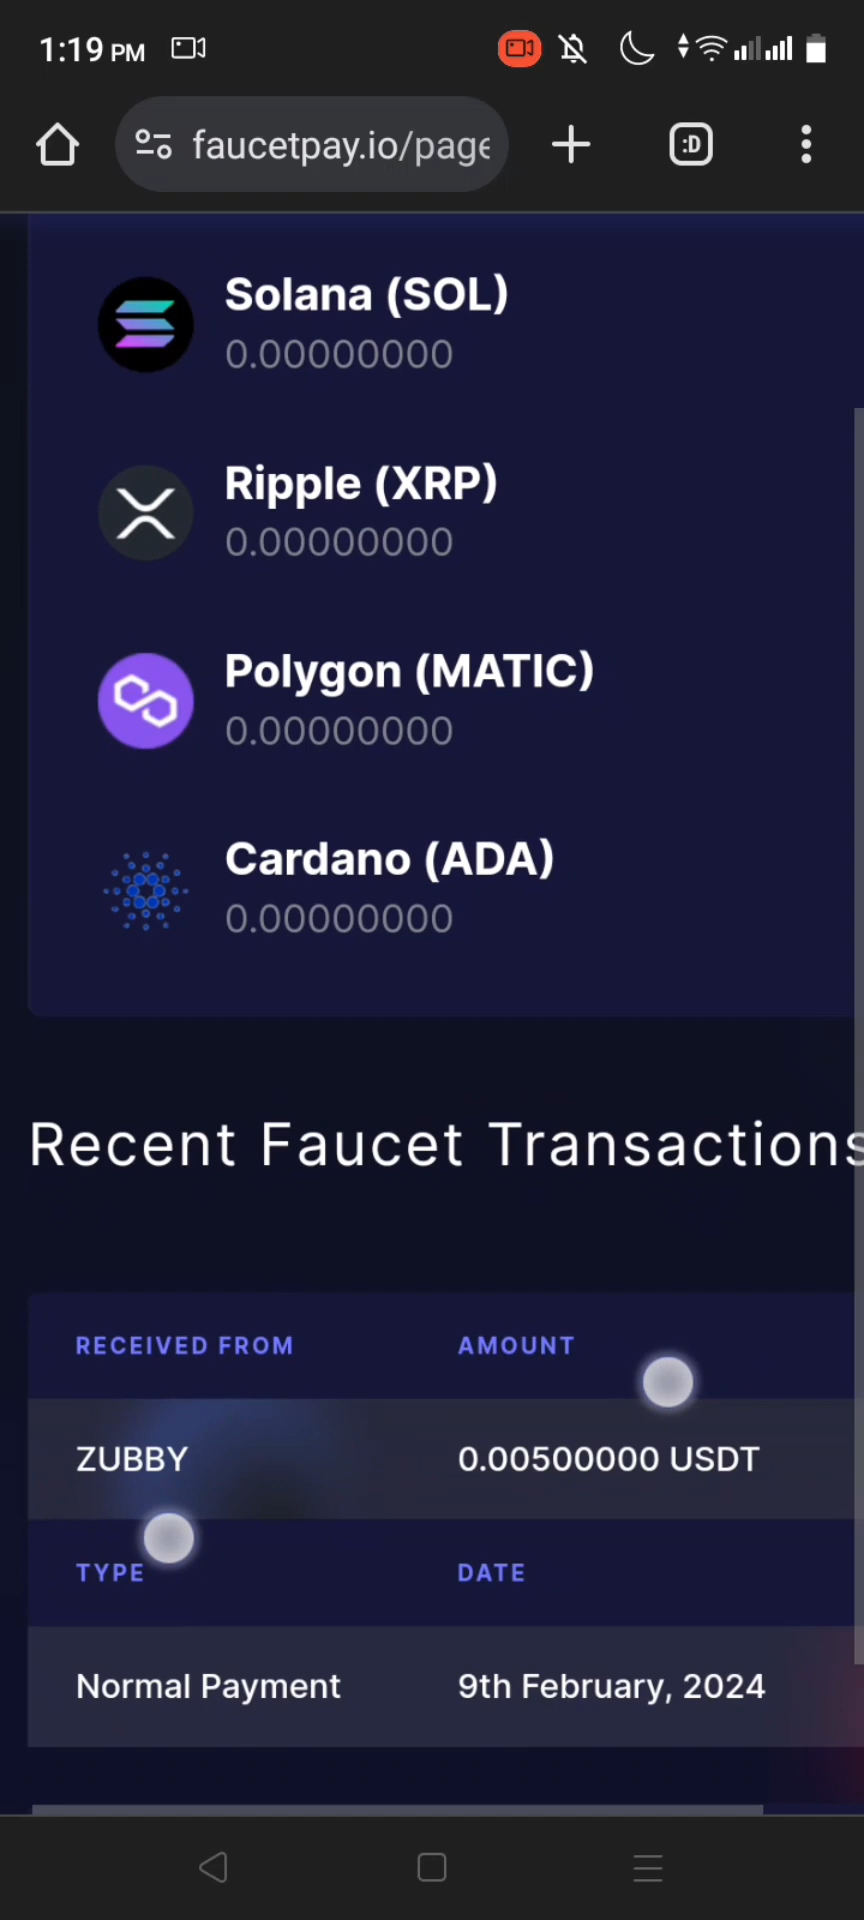 1:19 PM
faucetpay.io/page
:D
Solana (SOL)
0.00000000
Ripple (XRP)
0.00000000
Polygon (MATIC)
0.00000000
Cardano (ADA)
0.00000000
Recent Faucet Transactions
RECEIVED FROM AMOUNT
ZUBBY 0.00500000 USDT
TYPE DATE
Normal Payment 9th February, 2024